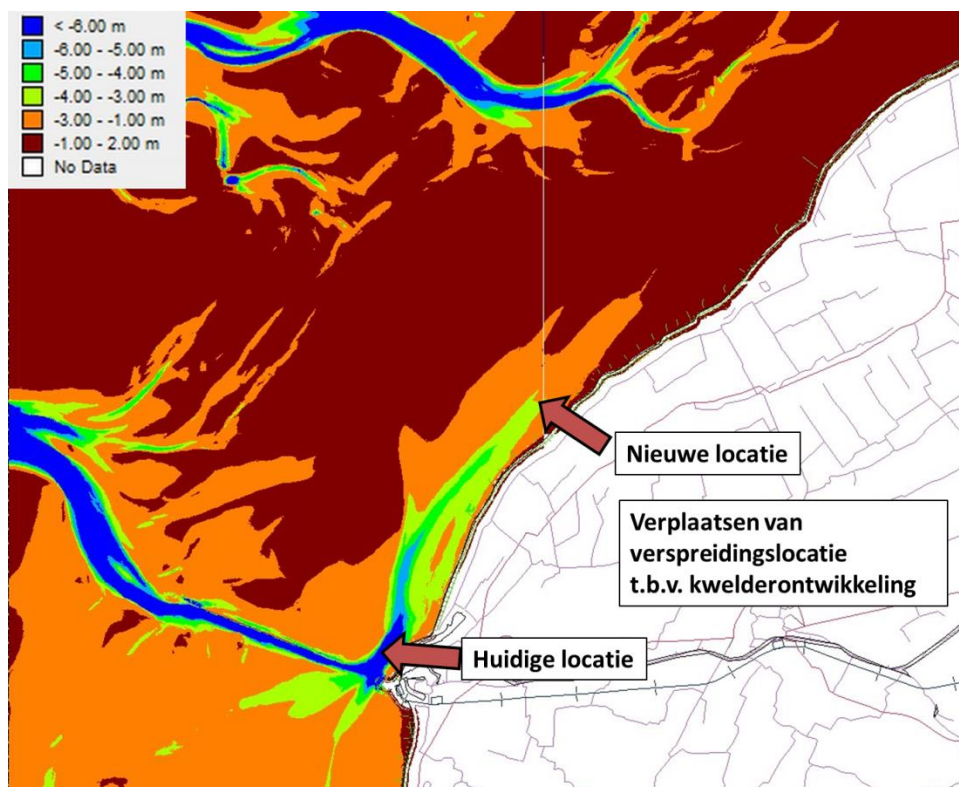 < -6.00 m
-6.00 - -5.00 m
-5.00 - -4.00 m
-4.00 - -3.00 m
-3.00 - -1.00 m
-1.00 - 2.00 m
No Data
Nieuwe locatie
Verplaatsen van
verspreidingslocatie
t.b.v. kwelderontwikkeling
Huidige locatie